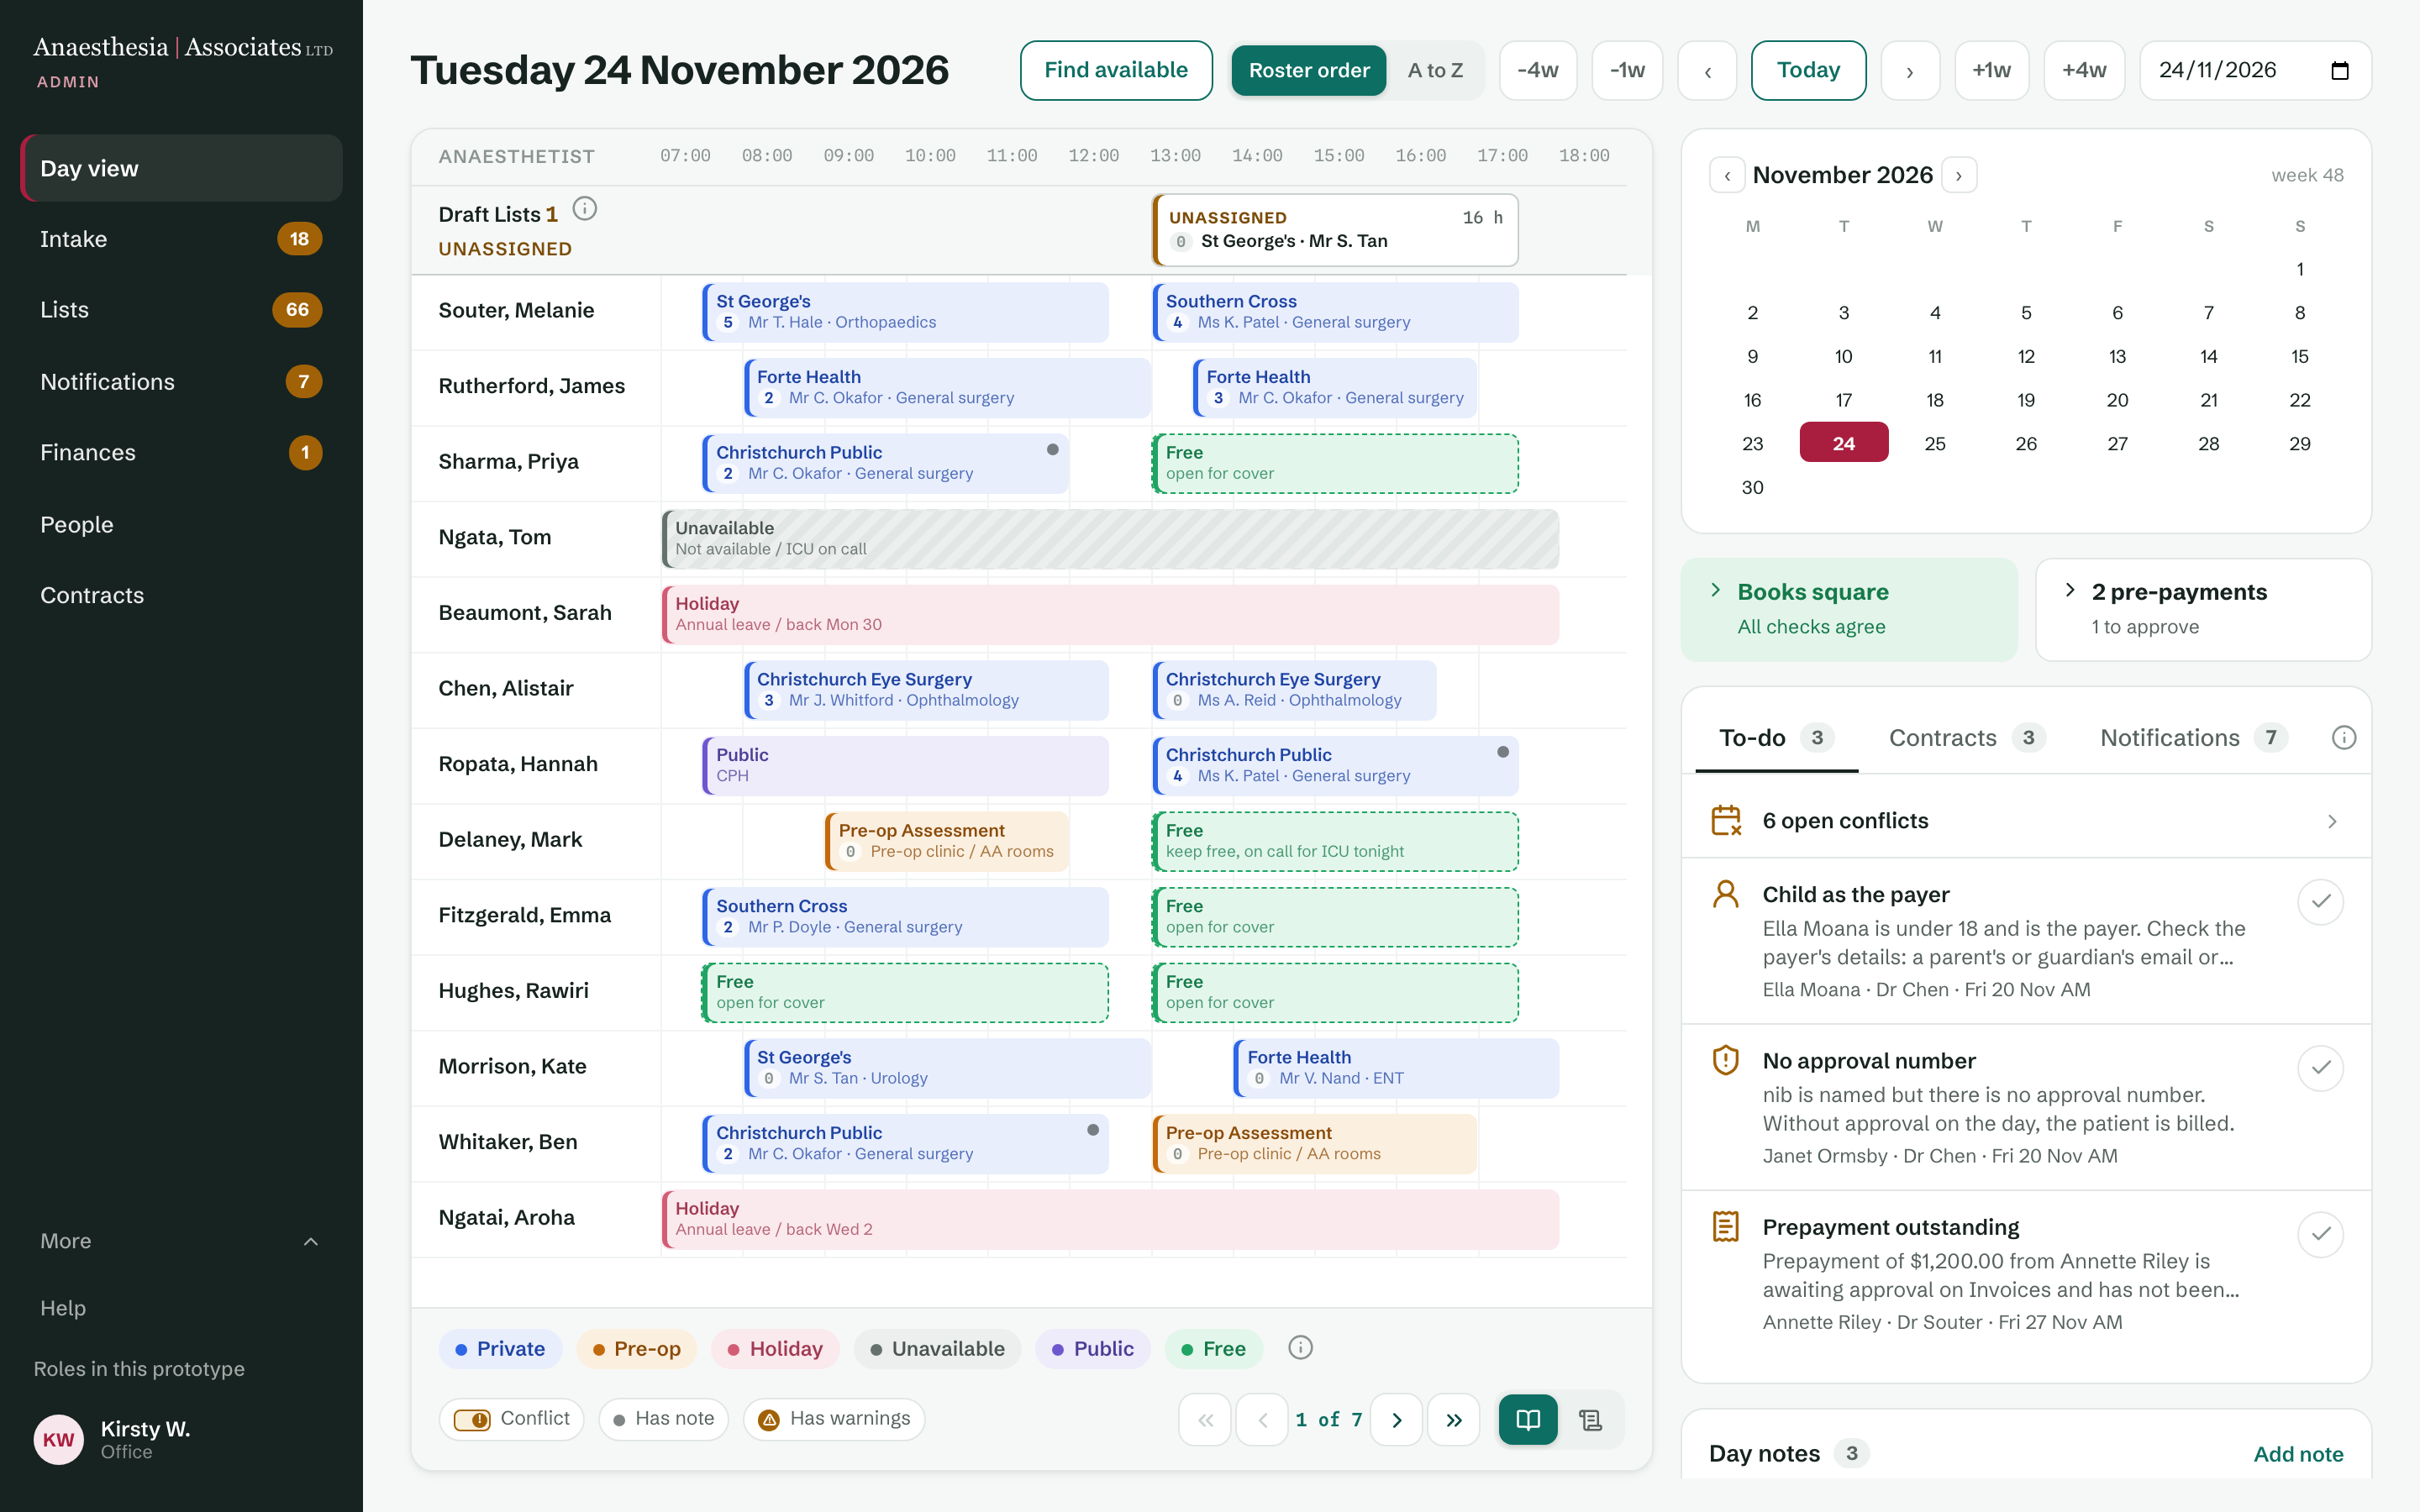 Anaesthesia | Associates LTD
ADMIN
Day view
Intake 18
Lists 66
Notifications 7
Finances 1
People
Contracts
More
Help
Roles in this prototype
KW
Kirsty W.
Office
Tuesday 24 November 2026
Find available
Roster order
A to Z
-4w
-1w
‹
Today
›
+1w
+4w
24/11/2026
ANAESTHETIST 07:00 08:00 09:00 10:00 11:00 12:00 13:00 14:00 15:00 16:00 17:00 18:00
Draft Lists 1
UNASSIGNED
UNASSIGNED 16 h
0 St George's · Mr S. Tan
Souter, Melanie
St George's
5 Mr T. Hale · Orthopaedics
Southern Cross
4 Ms K. Patel · General surgery
Rutherford, James
Forte Health
2 Mr C. Okafor · General surgery
Forte Health
3 Mr C. Okafor · General surgery
Sharma, Priya
Christchurch Public
2 Mr C. Okafor · General surgery
Free
open for cover
Ngata, Tom
Unavailable
Not available / ICU on call
Beaumont, Sarah
Holiday
Annual leave / back Mon 30
Chen, Alistair
Christchurch Eye Surgery
3 Mr J. Whitford · Ophthalmology
Christchurch Eye Surgery
0 Ms A. Reid · Ophthalmology
Ropata, Hannah
Public
CPH
Christchurch Public
4 Ms K. Patel · General surgery
Delaney, Mark
Pre-op Assessment
0 Pre-op clinic / AA rooms
Free
keep free, on call for ICU tonight
Fitzgerald, Emma
Southern Cross
2 Mr P. Doyle · General surgery
Free
open for cover
Hughes, Rawiri
Free
open for cover
Free
open for cover
Morrison, Kate
St George's
0 Mr S. Tan · Urology
Forte Health
0 Mr V. Nand · ENT
Whitaker, Ben
Christchurch Public
2 Mr C. Okafor · General surgery
Pre-op Assessment
0 Pre-op clinic / AA rooms
Ngatai, Aroha
Holiday
Annual leave / back Wed 2
Private
Pre-op
Holiday
Unavailable
Public
Free
Conflict
Has note
Has warnings
1 of 7
‹ November 2026 ›
week 48
M T W T F S S
1
2 3 4 5 6 7 8
9 10 11 12 13 14 15
16 17 18 19 20 21 22
23 24 25 26 27 28 29
30
Books square
All checks agree
2 pre-payments
1 to approve
To-do 3
Contracts 3
Notifications 7
6 open conflicts
Child as the payer
Ella Moana is under 18 and is the payer. Check the
payer's details: a parent's or guardian's email or…
Ella Moana · Dr Chen · Fri 20 Nov AM
No approval number
nib is named but there is no approval number.
Without approval on the day, the patient is billed.
Janet Ormsby · Dr Chen · Fri 20 Nov AM
Prepayment outstanding
Prepayment of $1,200.00 from Annette Riley is
awaiting approval on Invoices and has not been…
Annette Riley · Dr Souter · Fri 27 Nov AM
Day notes 3
Add note